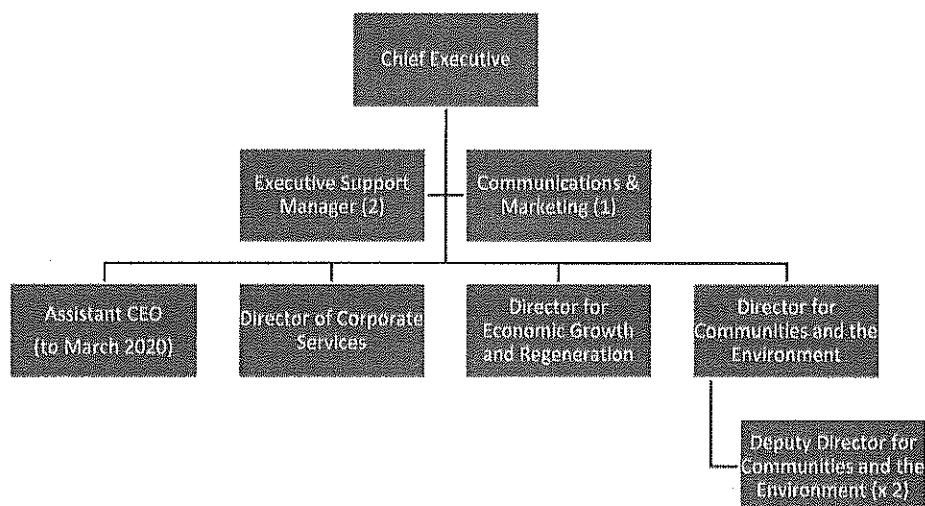 Chief Executive
Executive Support
Manager (2)
Communications &
Marketing (1)
Assistant CEO
(to March 2020)
Director of Corporate
Services
Director for
Economic Growth
and Regeneration
Director for
Communities and the
Environment
Deputy Director for
Communities and the
Environment (x 2)